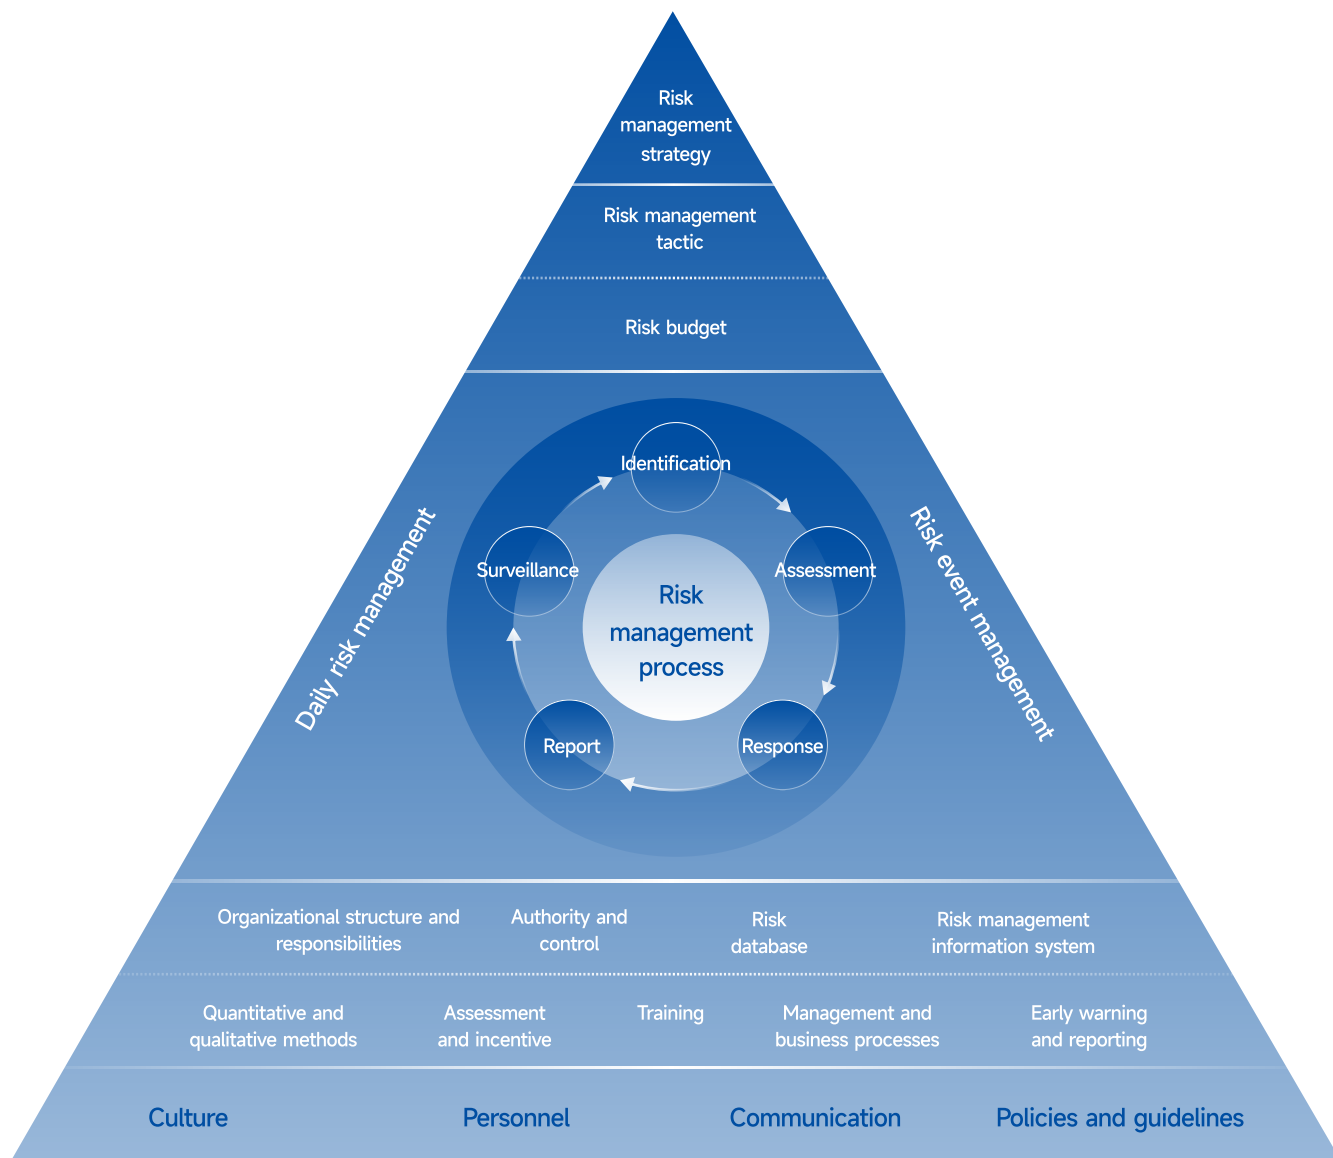 Risk
management
strategy
Risk management
tactic
Risk budget
Identification
Surveillance
Assessment
Risk
management
process
Report
Response
Daily risk management
Risk event management
Organizational structure and
responsibilities
Authority and
control
Risk
database
Risk management
information system
Quantitative and
qualitative methods
Assessment
and incentive
Training
Management and
business processes
Early warning
and reporting
Culture
Personnel
Communication
Policies and guidelines